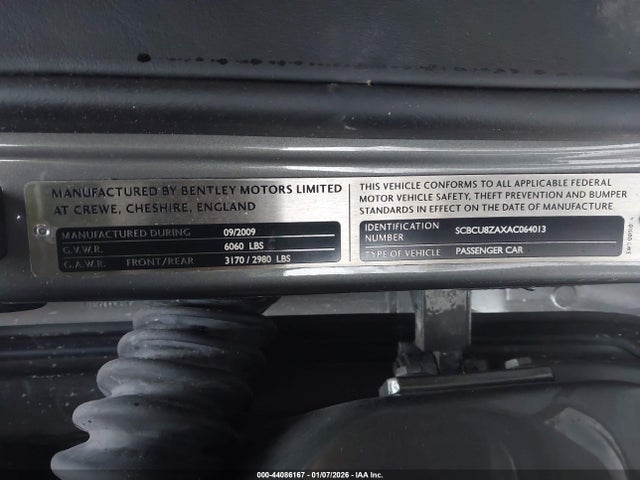 MANUFACTURED BY BENTLEY MOTORS LIMITED
AT CREWE, CHESHIRE, ENGLAND
MANUFACTURED DURING 09/2009
G.V.W.R. 6060 LBS
G.A.W.R. FRONT/REAR 3170 / 2980 LBS
THIS VEHICLE CONFORMS TO ALL APPLICABLE FEDERAL
MOTOR VEHICLE SAFETY, THEFT PREVENTION AND BUMPER
STANDARDS IN EFFECT ON THE DATE OF MANUFACTURE
IDENTIFICATION
NUMBER SCBCU8ZAXAC064013
TYPE OF VEHICLE PASSENGER CAR
000-44086167 - 01/07/2026 - IAA Inc.